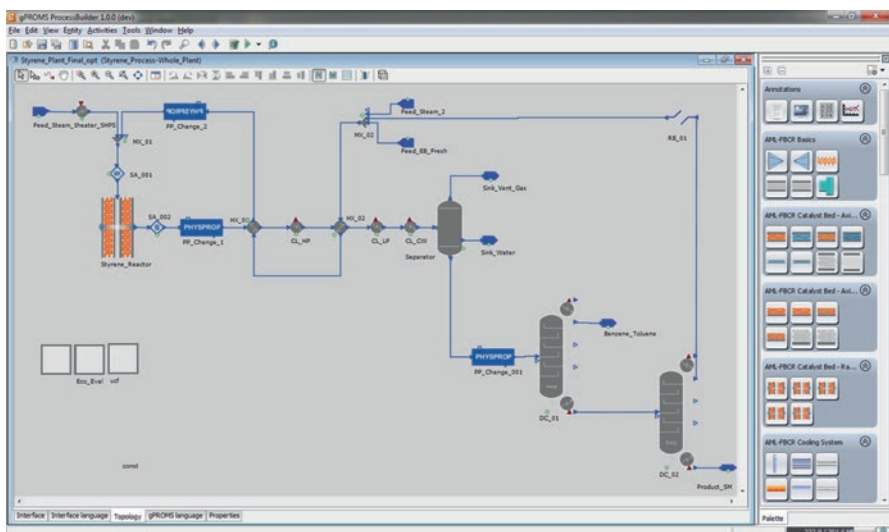 gPROMS ProcessBuilder 1.0.0 (dev)
File Edit View Entity Activities Tools Window Help
Styrene_Plant_Final_opt (Styrene_Process-Whole_Plant)
Feed_Steam_theater_SHPS
PHYSPROP
PP_Change_2
MX_01
SA_001
Styrene_Reactor
SA_002
PHYSPROP
PP_Change_1
CL_HP
HX_02
CL_LP
CL_CW
Separator
Feed_Steam_2
MX_02
Feed_EB_Fresh
RB_01
Sink_Vent_Gas
Sink_Water
PHYSPROP
PP_Change_001
Benzene_Toluene
DC_01
DC_02
Product_SM
Eco_Eval
const
Interface Interface language Topology gPROMS language Properties
Annotations
AML-FBCR Basics
AML-FBCR Catalyst Bed - Axi...
AML-FBCR Catalyst Bed - Axi...
AML-FBCR Catalyst Bed - Ra...
AML-FBCR Cooling System
Palette